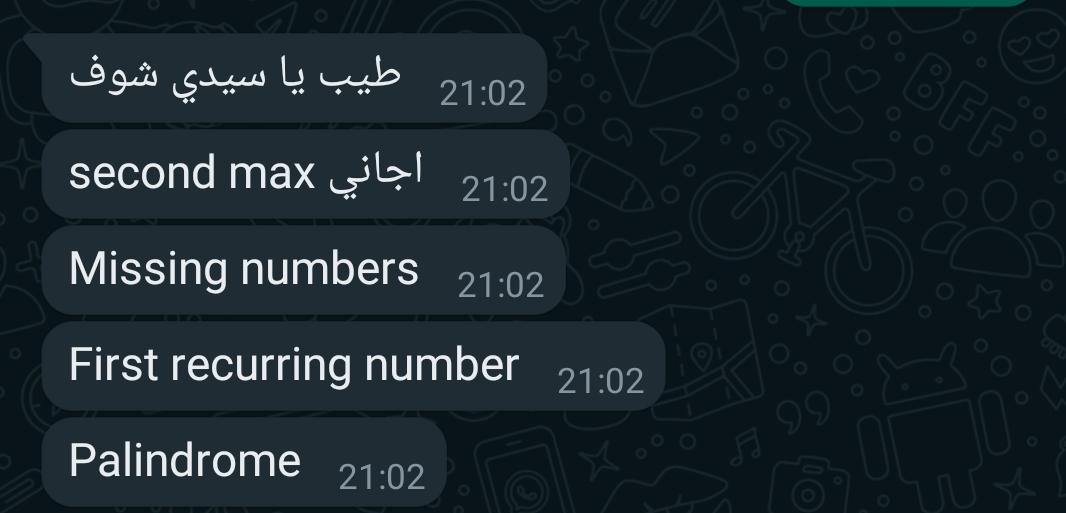 طيب يا سيدي شوف 21:02
second max اجاني 21:02
Missing numbers 21:02
First recurring number 21:02
Palindrome 21:02
BFF